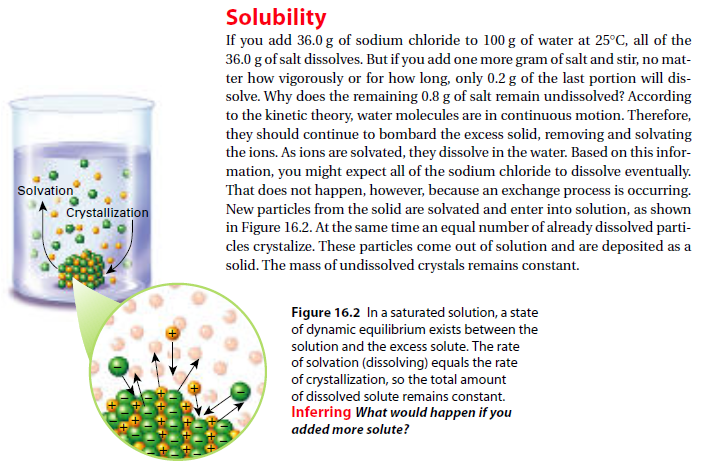 Solubility
If you add 36.0 g of sodium chloride to 100 g of water at 25°C, all of the
36.0 g of salt dissolves. But if you add one more gram of salt and stir, no mat-
ter how vigorously or for how long, only 0.2 g of the last portion will dis-
solve. Why does the remaining 0.8 g of salt remain undissolved? According
to the kinetic theory, water molecules are in continuous motion. Therefore,
they should continue to bombard the excess solid, removing and solvating
the ions. As ions are solvated, they dissolve in the water. Based on this infor-
mation, you might expect all of the sodium chloride to dissolve eventually.
That does not happen, however, because an exchange process is occurring.
New particles from the solid are solvated and enter into solution, as shown
in Figure 16.2. At the same time an equal number of already dissolved parti-
cles crystalize. These particles come out of solution and are deposited as a
solid. The mass of undissolved crystals remains constant.
Solvation
Crystallization
Figure 16.2 In a saturated solution, a state
of dynamic equilibrium exists between the
solution and the excess solute. The rate
of solvation (dissolving) equals the rate
of crystallization, so the total amount
of dissolved solute remains constant.
Inferring What would happen if you
added more solute?